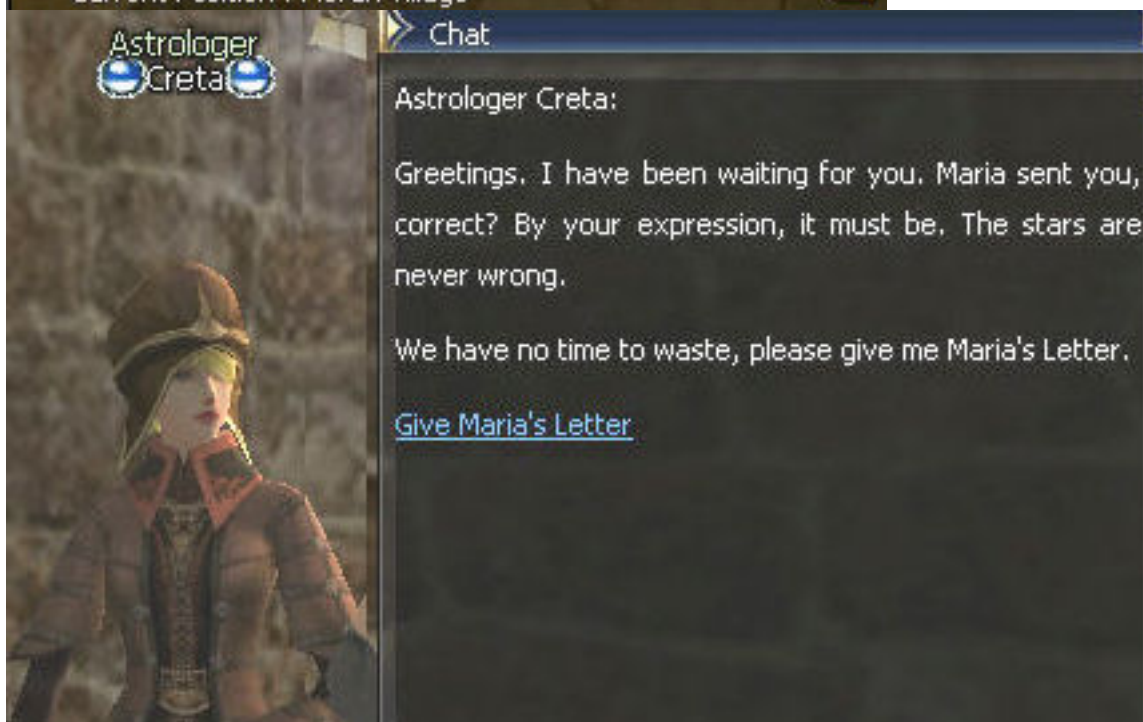 Astrologer
Creta
Chat
Astrologer Creta:
Greetings. I have been waiting for you. Maria sent you,
correct? By your expression, it must be. The stars are
never wrong.
We have no time to waste, please give me Maria's Letter.
Give Maria's Letter